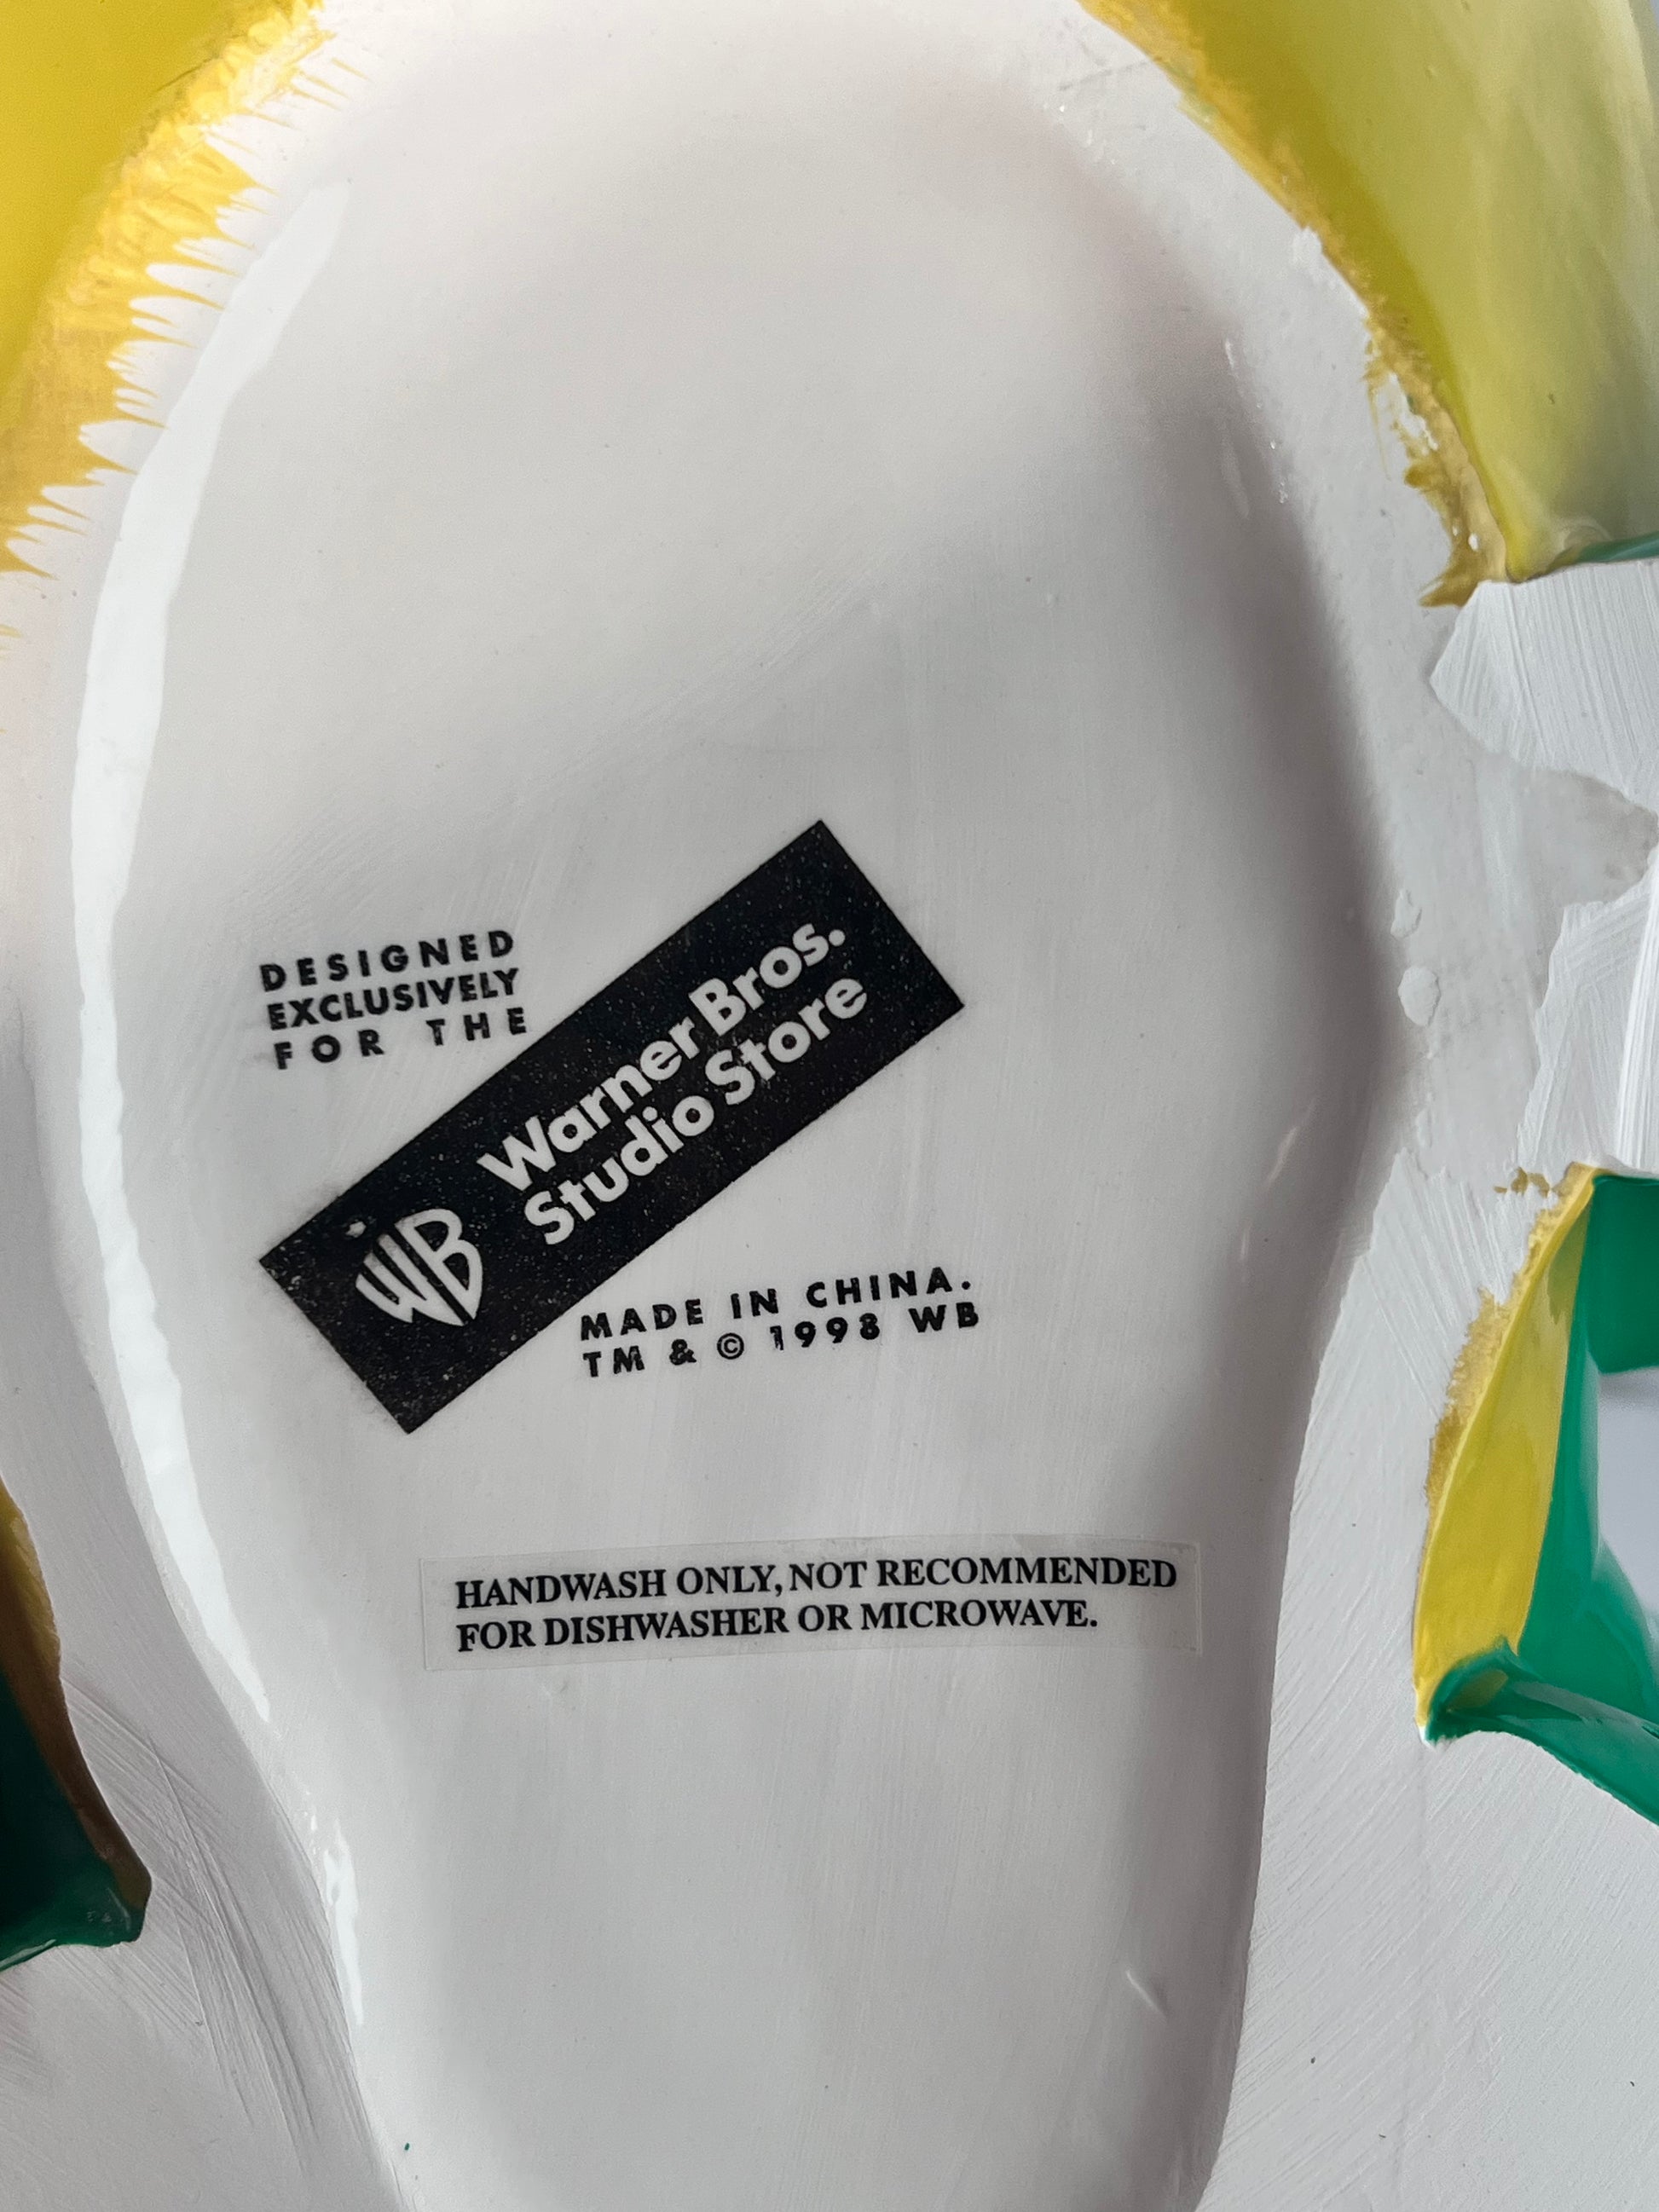 DESIGNED
EXCLUSIVELY
FOR THE
WB
Warner Bros.
Studio Store
MADE IN CHINA.
TM & © 1998 WB
HANDWASH ONLY, NOT RECOMMENDED
FOR DISHWASHER OR MICROWAVE.